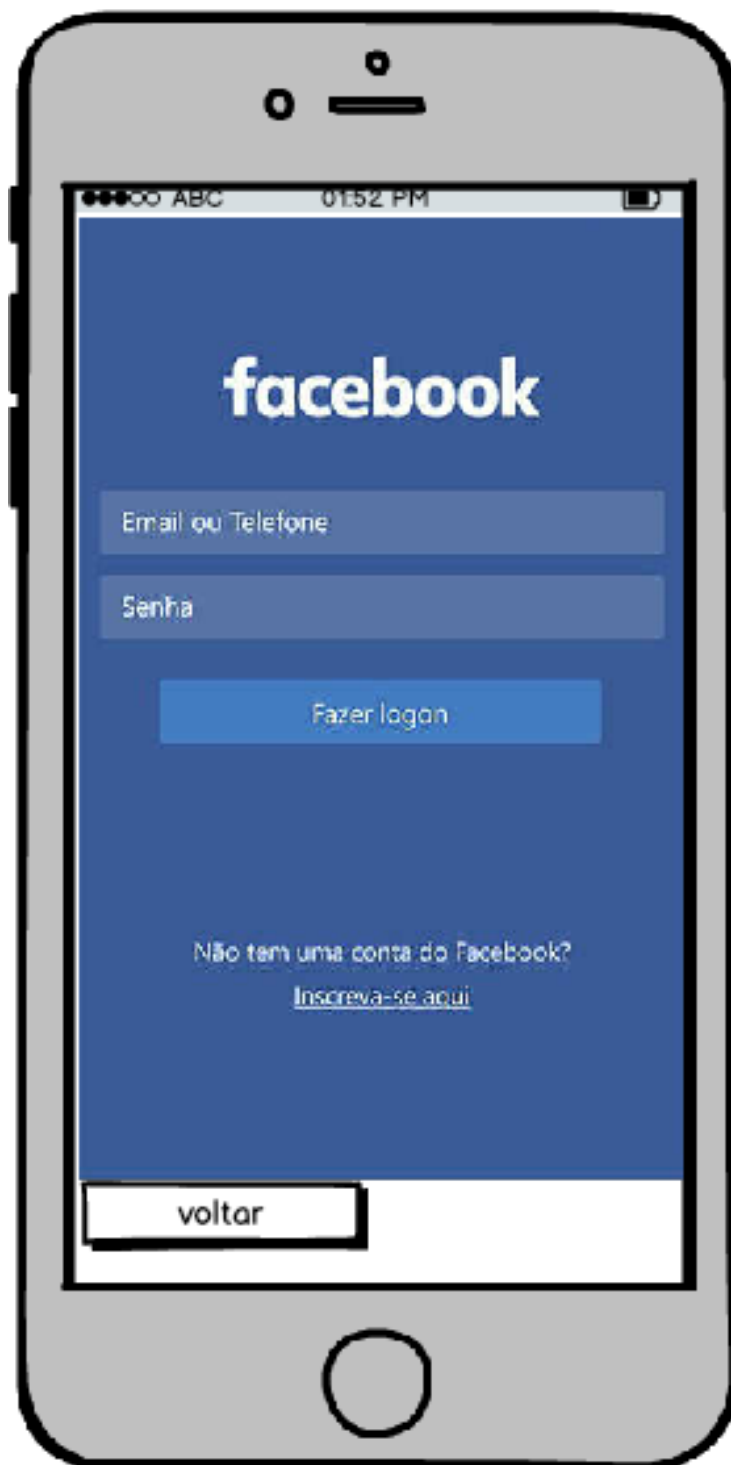 ABC 01:52 PM
facebook
Email ou Telefone
Senha
Fazer logon
Não tem uma conta do Facebook?
Inscreva-se aqui
voltar